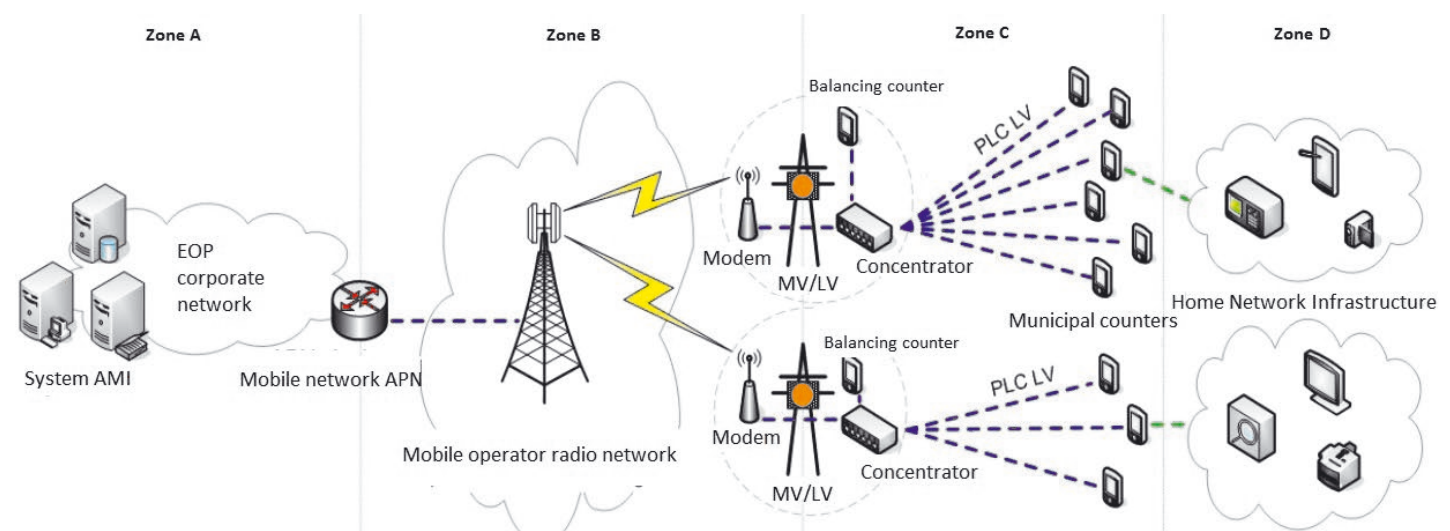 Zone A
Zone B
Zone C
Zone D
Balancing counter
PLC LV
EOP
corporate
network
Modem
Concentrator
MV/LV
Home Network Infrastructure
Municipal counters
System AMI
Mobile network APN
Balancing counter
PLC LV
Modem
Mobile operator radio network
Concentrator
MV/LV